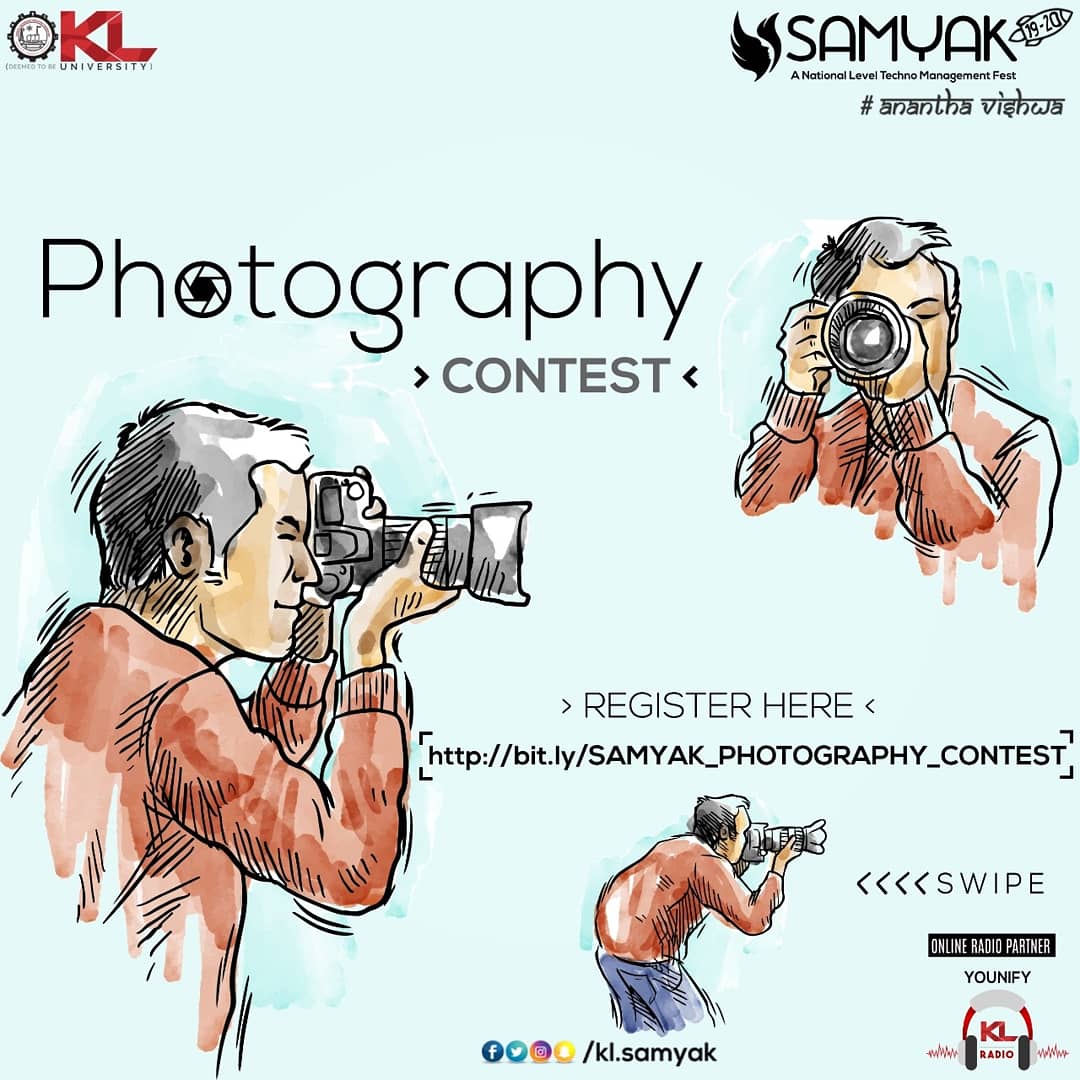 KL
(DEEMED TO BE UNIVERSITY)
SAMYAK 19-20
A National Level Techno Management Fest
# anantha vishwa
Photography
> CONTEST <
> REGISTER HERE <
http://bit.ly/SAMYAK_PHOTOGRAPHY_CONTEST
<<<< SWIPE
ONLINE RADIO PARTNER
YOUNIFY
KL
RADIO
/kl.samyak